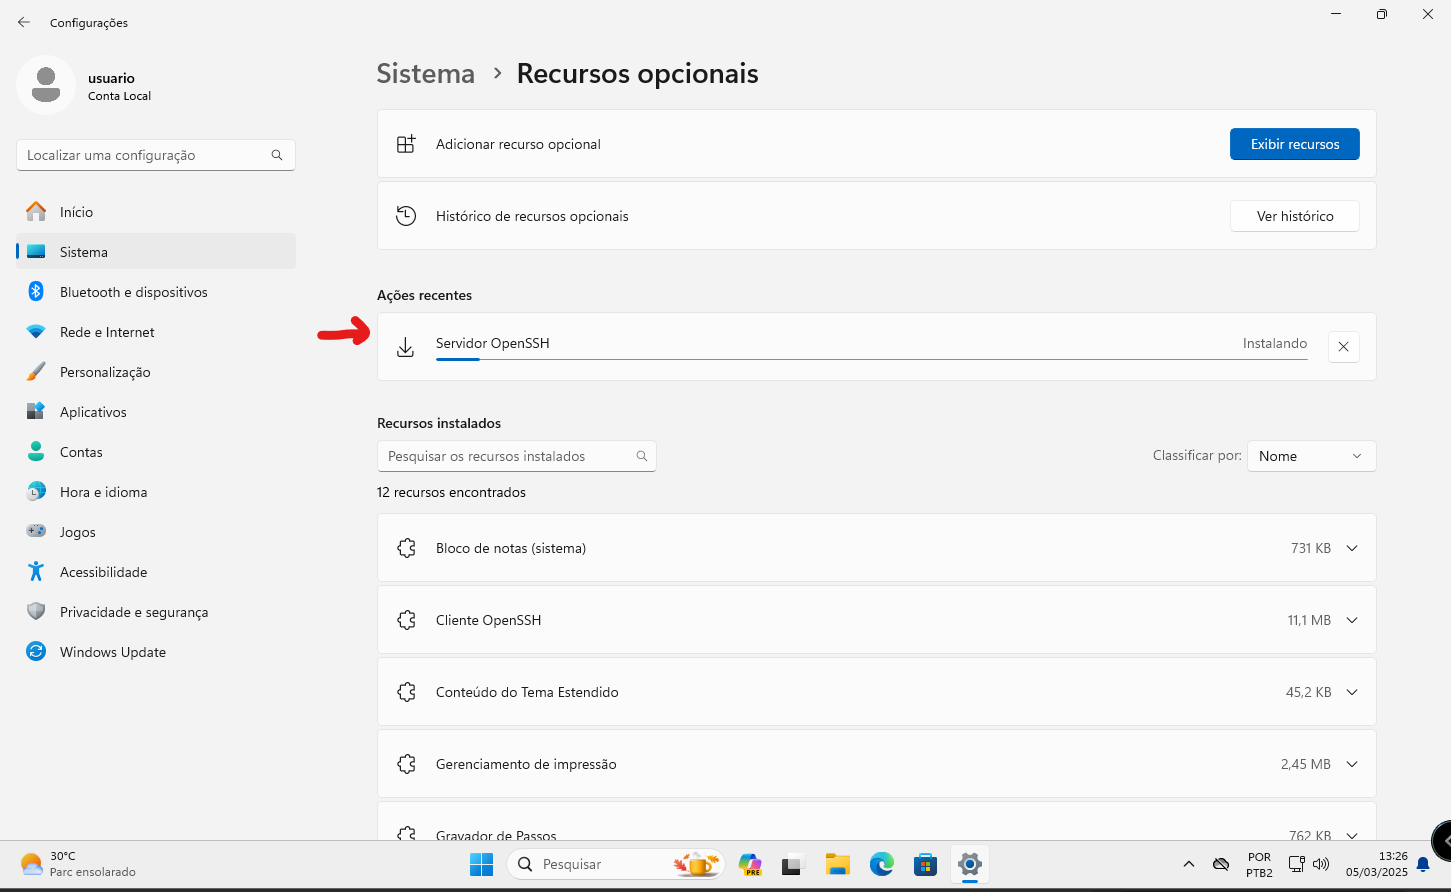 Configurações
usuario
Conta Local
Localizar uma configuração
Início
Sistema
Bluetooth e dispositivos
Rede e Internet
Personalização
Aplicativos
Contas
Hora e idioma
Jogos
Acessibilidade
Privacidade e segurança
Windows Update
Sistema > Recursos opcionais
Adicionar recurso opcional Exibir recursos
Histórico de recursos opcionais Ver histórico
Ações recentes
Servidor OpenSSH Instalando
Recursos instalados
Pesquisar os recursos instalados Classificar por: Nome
12 recursos encontrados
Bloco de notas (sistema) 731 KB
Cliente OpenSSH 11,1 MB
Conteúdo do Tema Estendido 45,2 KB
Gerenciamento de impressão 2,45 MB
Gravador de Passos 762 KB
30°C
Parc ensolarado
Pesquisar
PRE
POR
PTB2
13:26
05/03/2025